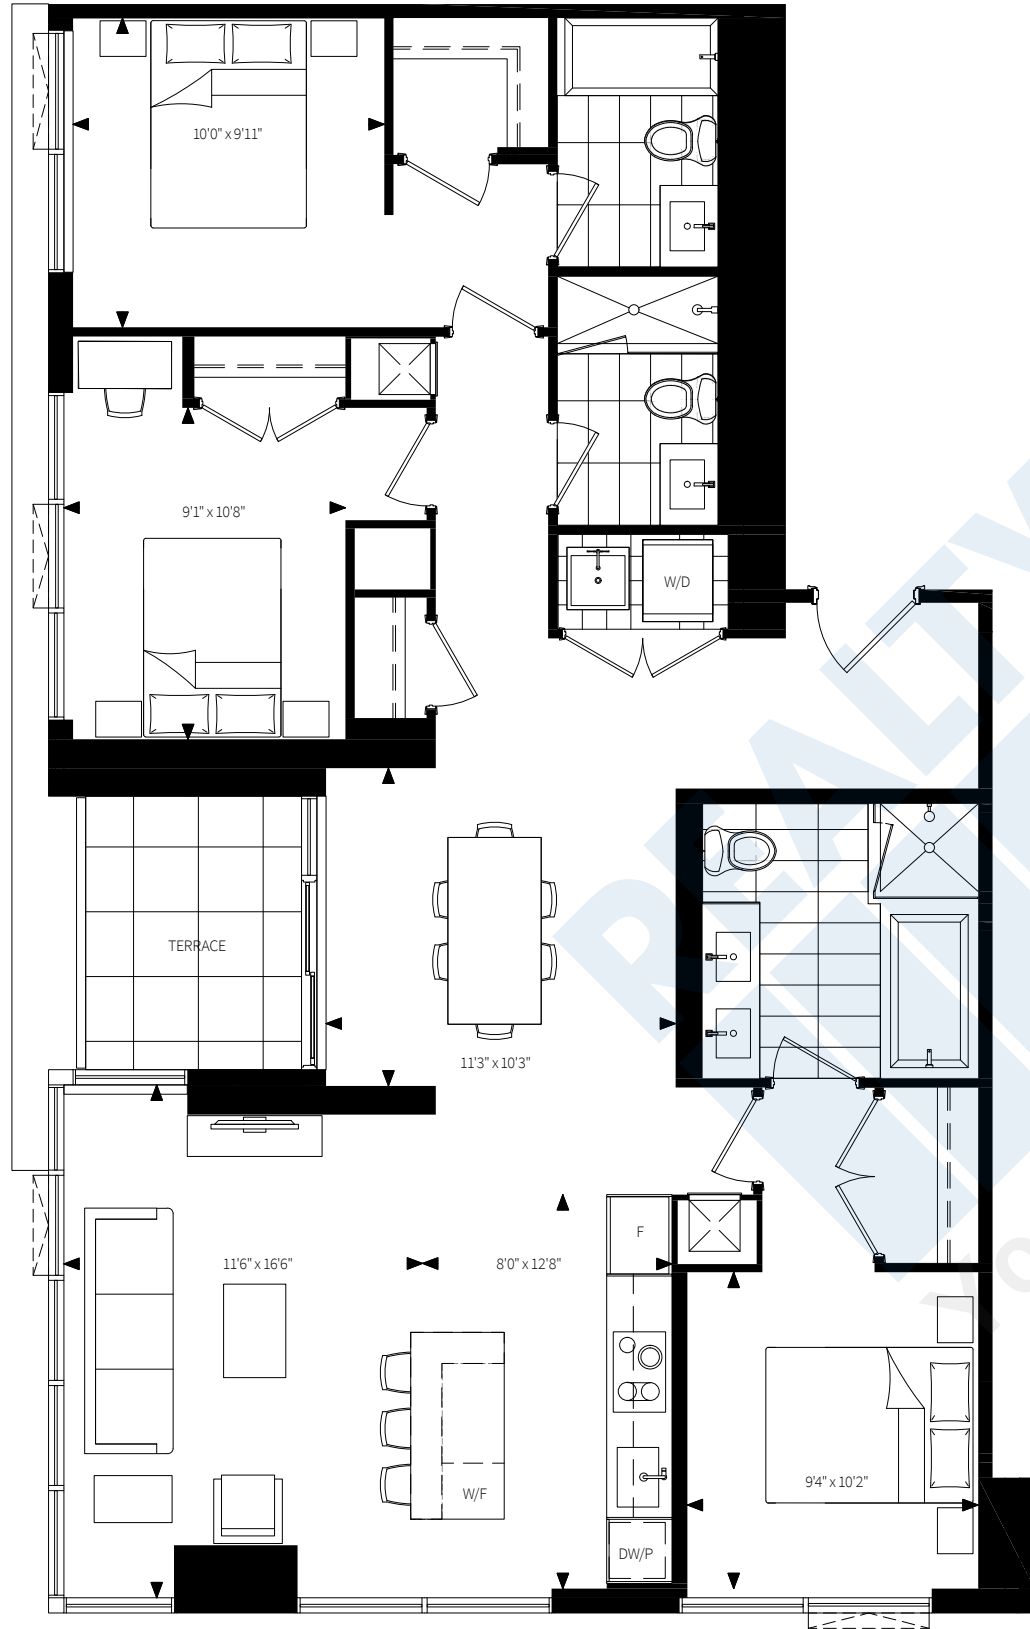 10'0" x 9'11"
9'1" x 10'8"
W/D
REALTY
TERRACE
11'3" x 10'3"
11'6" x 16'6"
8'0" x 12'8"
F
W/F
9'4" x 10'2"
DW/P